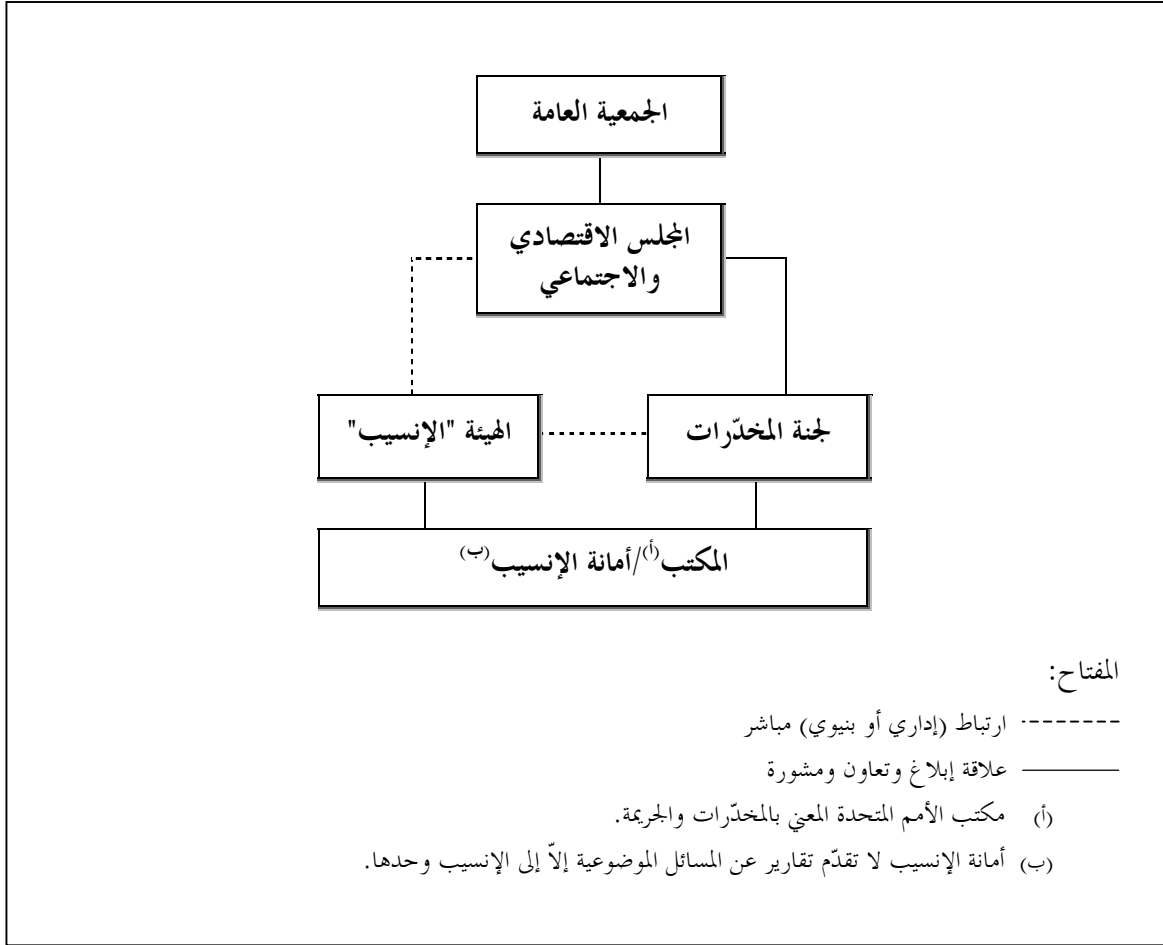 الجمعية العامة
المجلس الاقتصادي
والاجتماعي
الهيئة "الإنسيب"
لجنة المخدّرات
المكتب(أ)/أمانة الإنسيب(ب)
المفتاح:
ارتباط (إداري أو بنيوي) مباشر
علاقة إبلاغ وتعاون ومشورة
(أ) مكتب الأمم المتحدة المعني بالمخدّرات والجريمة.
(ب) أمانة الإنسيب لا تقدّم تقارير عن المسائل الموضوعية إلاّ إلى الإنسيب وحدها.